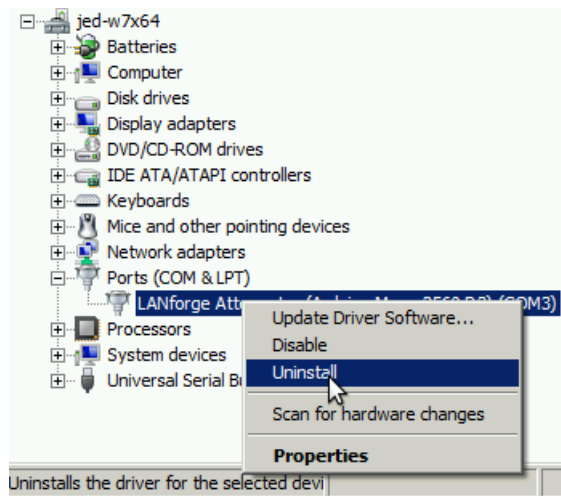 jed-w7x64
Batteries
Computer
Disk drives
Display adapters
DVD/CD-ROM drives
IDE ATA/ATAPI controllers
Keyboards
Mice and other pointing devices
Network adapters
Ports (COM & LPT)
LANforge (COM3)
Update Driver Software...
Processors
Disable
System devices
Uninstall
Universal Serial
Scan for hardware changes
Properties
Uninstalls the driver for the selected devi